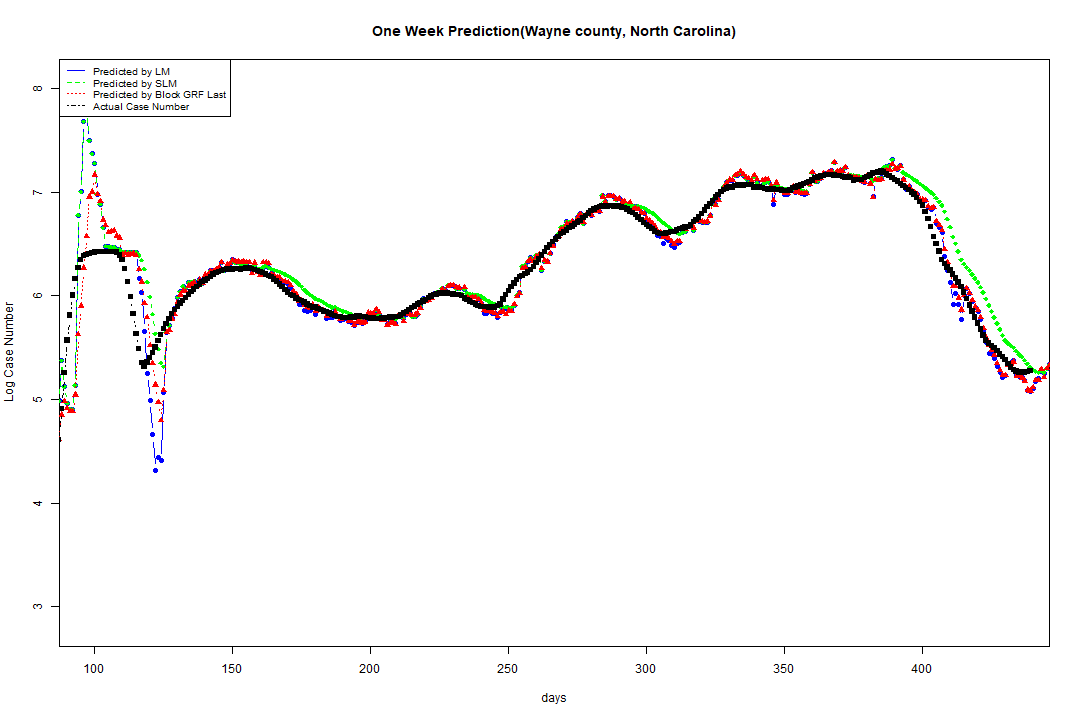 One Week Prediction(Wayne county, North Carolina)
Predicted by LM
Predicted by SLM
Predicted by Block GRF Last
Actual Case Number
Log Case Number
8
7
6
5
4
3
100 150 200 250 300 350 400
days